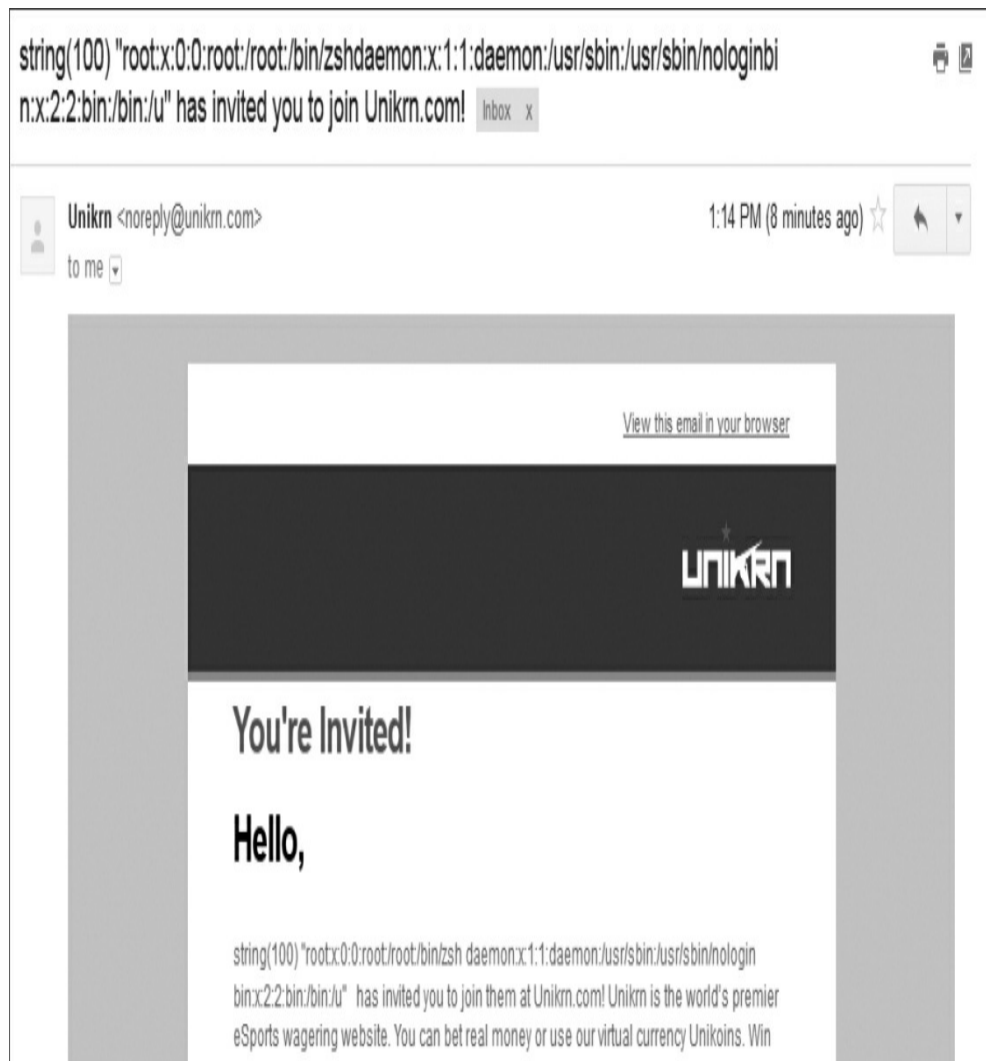 string(100) "root:x:0:0:root:/root:/bin/zshdaemon:x:1:1:daemon:/usr/sbin:/usr/sbin/nologinbi
n:x:2:2:bin:/bin:/u" has invited you to join Unikrn.com! Inbox x
Unikrn <noreply@unikrn.com> 1:14 PM (8 minutes ago)
to me
View this email in your browser
UNIKRN
You're Invited!
Hello,
string(100) "root:x:0:0:root:/root:/bin/zsh daemon:x:1:1:daemon:/usr/sbin:/usr/sbin/nologin
bin:x:2:2:bin:/bin:/u" has invited you to join them at Unikrn.com! Unikrn is the world's premier
eSports wagering website. You can bet real money or use our virtual currency Unikoins. Win